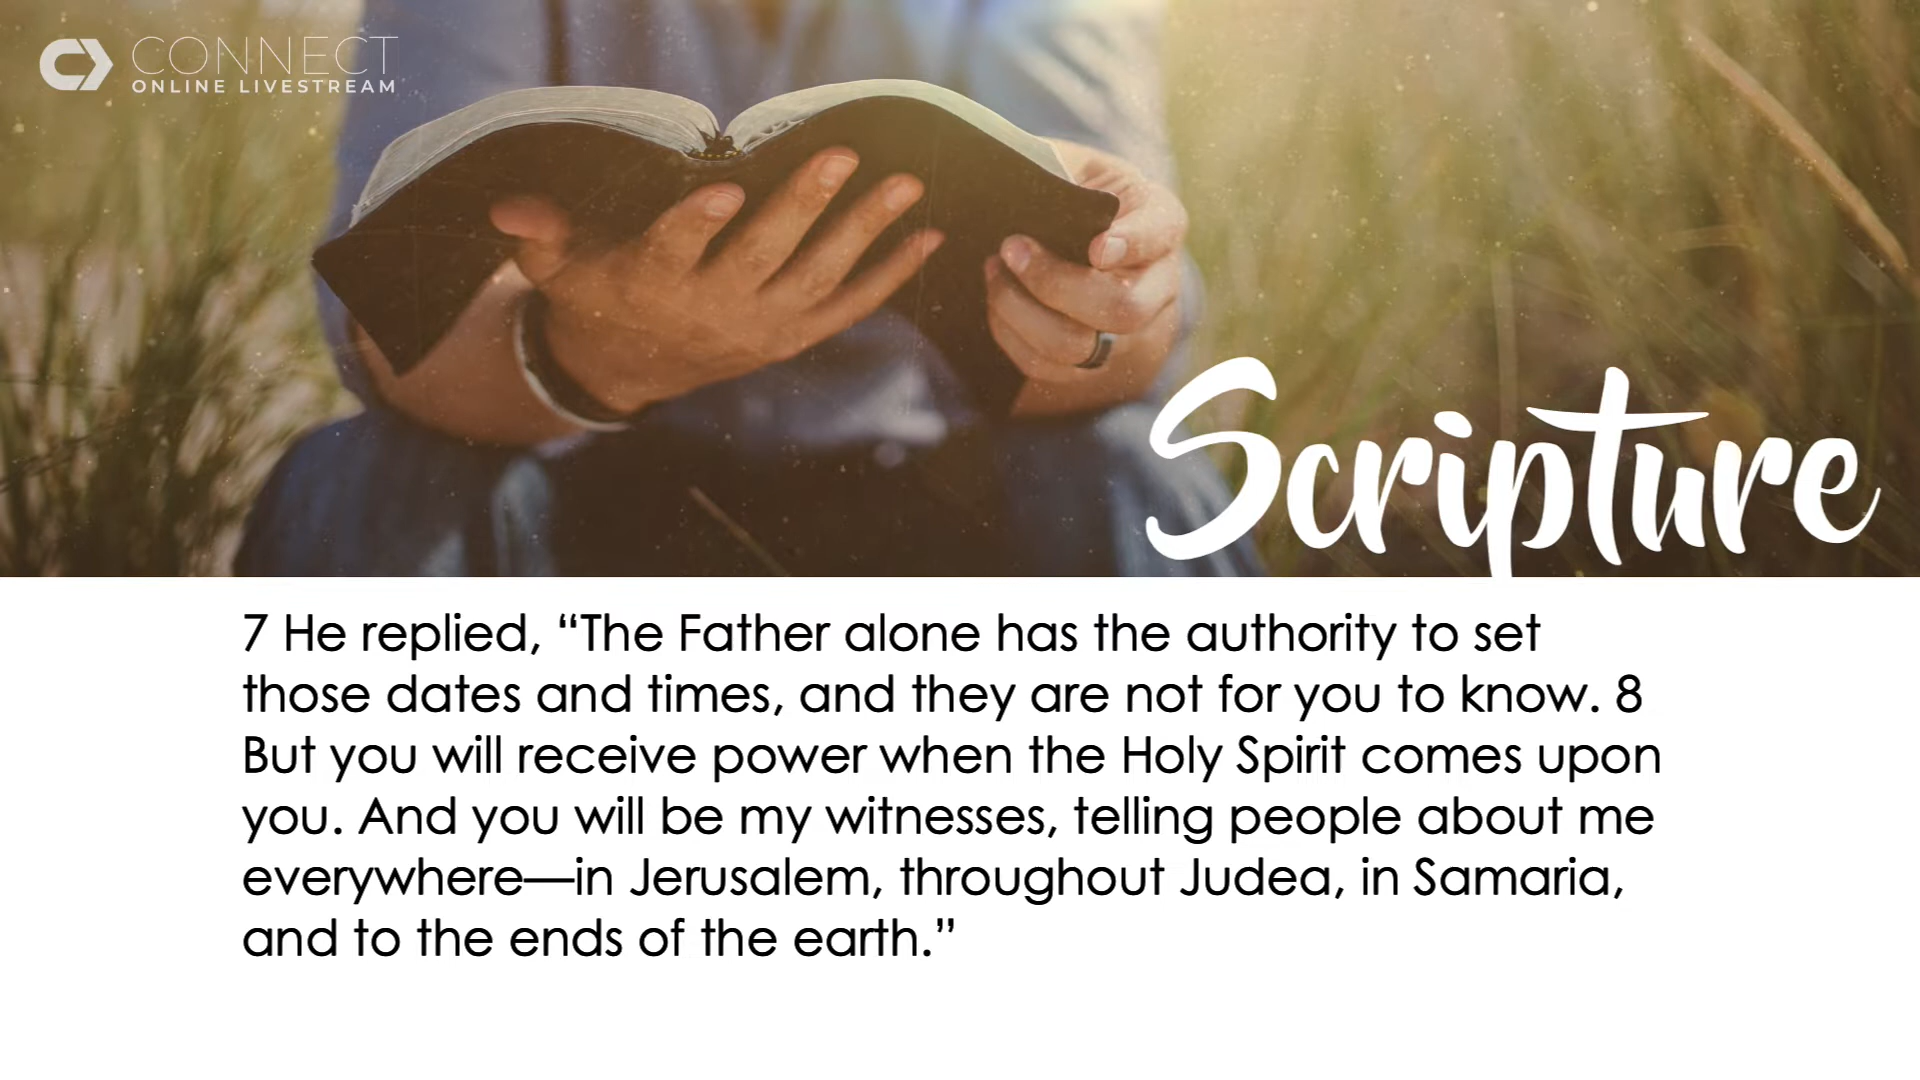 CONNECT
ONLINE LIVESTREAM
Scripture
7 He replied, “The Father alone has the authority to set
those dates and times, and they are not for you to know. 8
But you will receive power when the Holy Spirit comes upon
you. And you will be my witnesses, telling people about me
everywhere—in Jerusalem, throughout Judea, in Samaria,
and to the ends of the earth.”